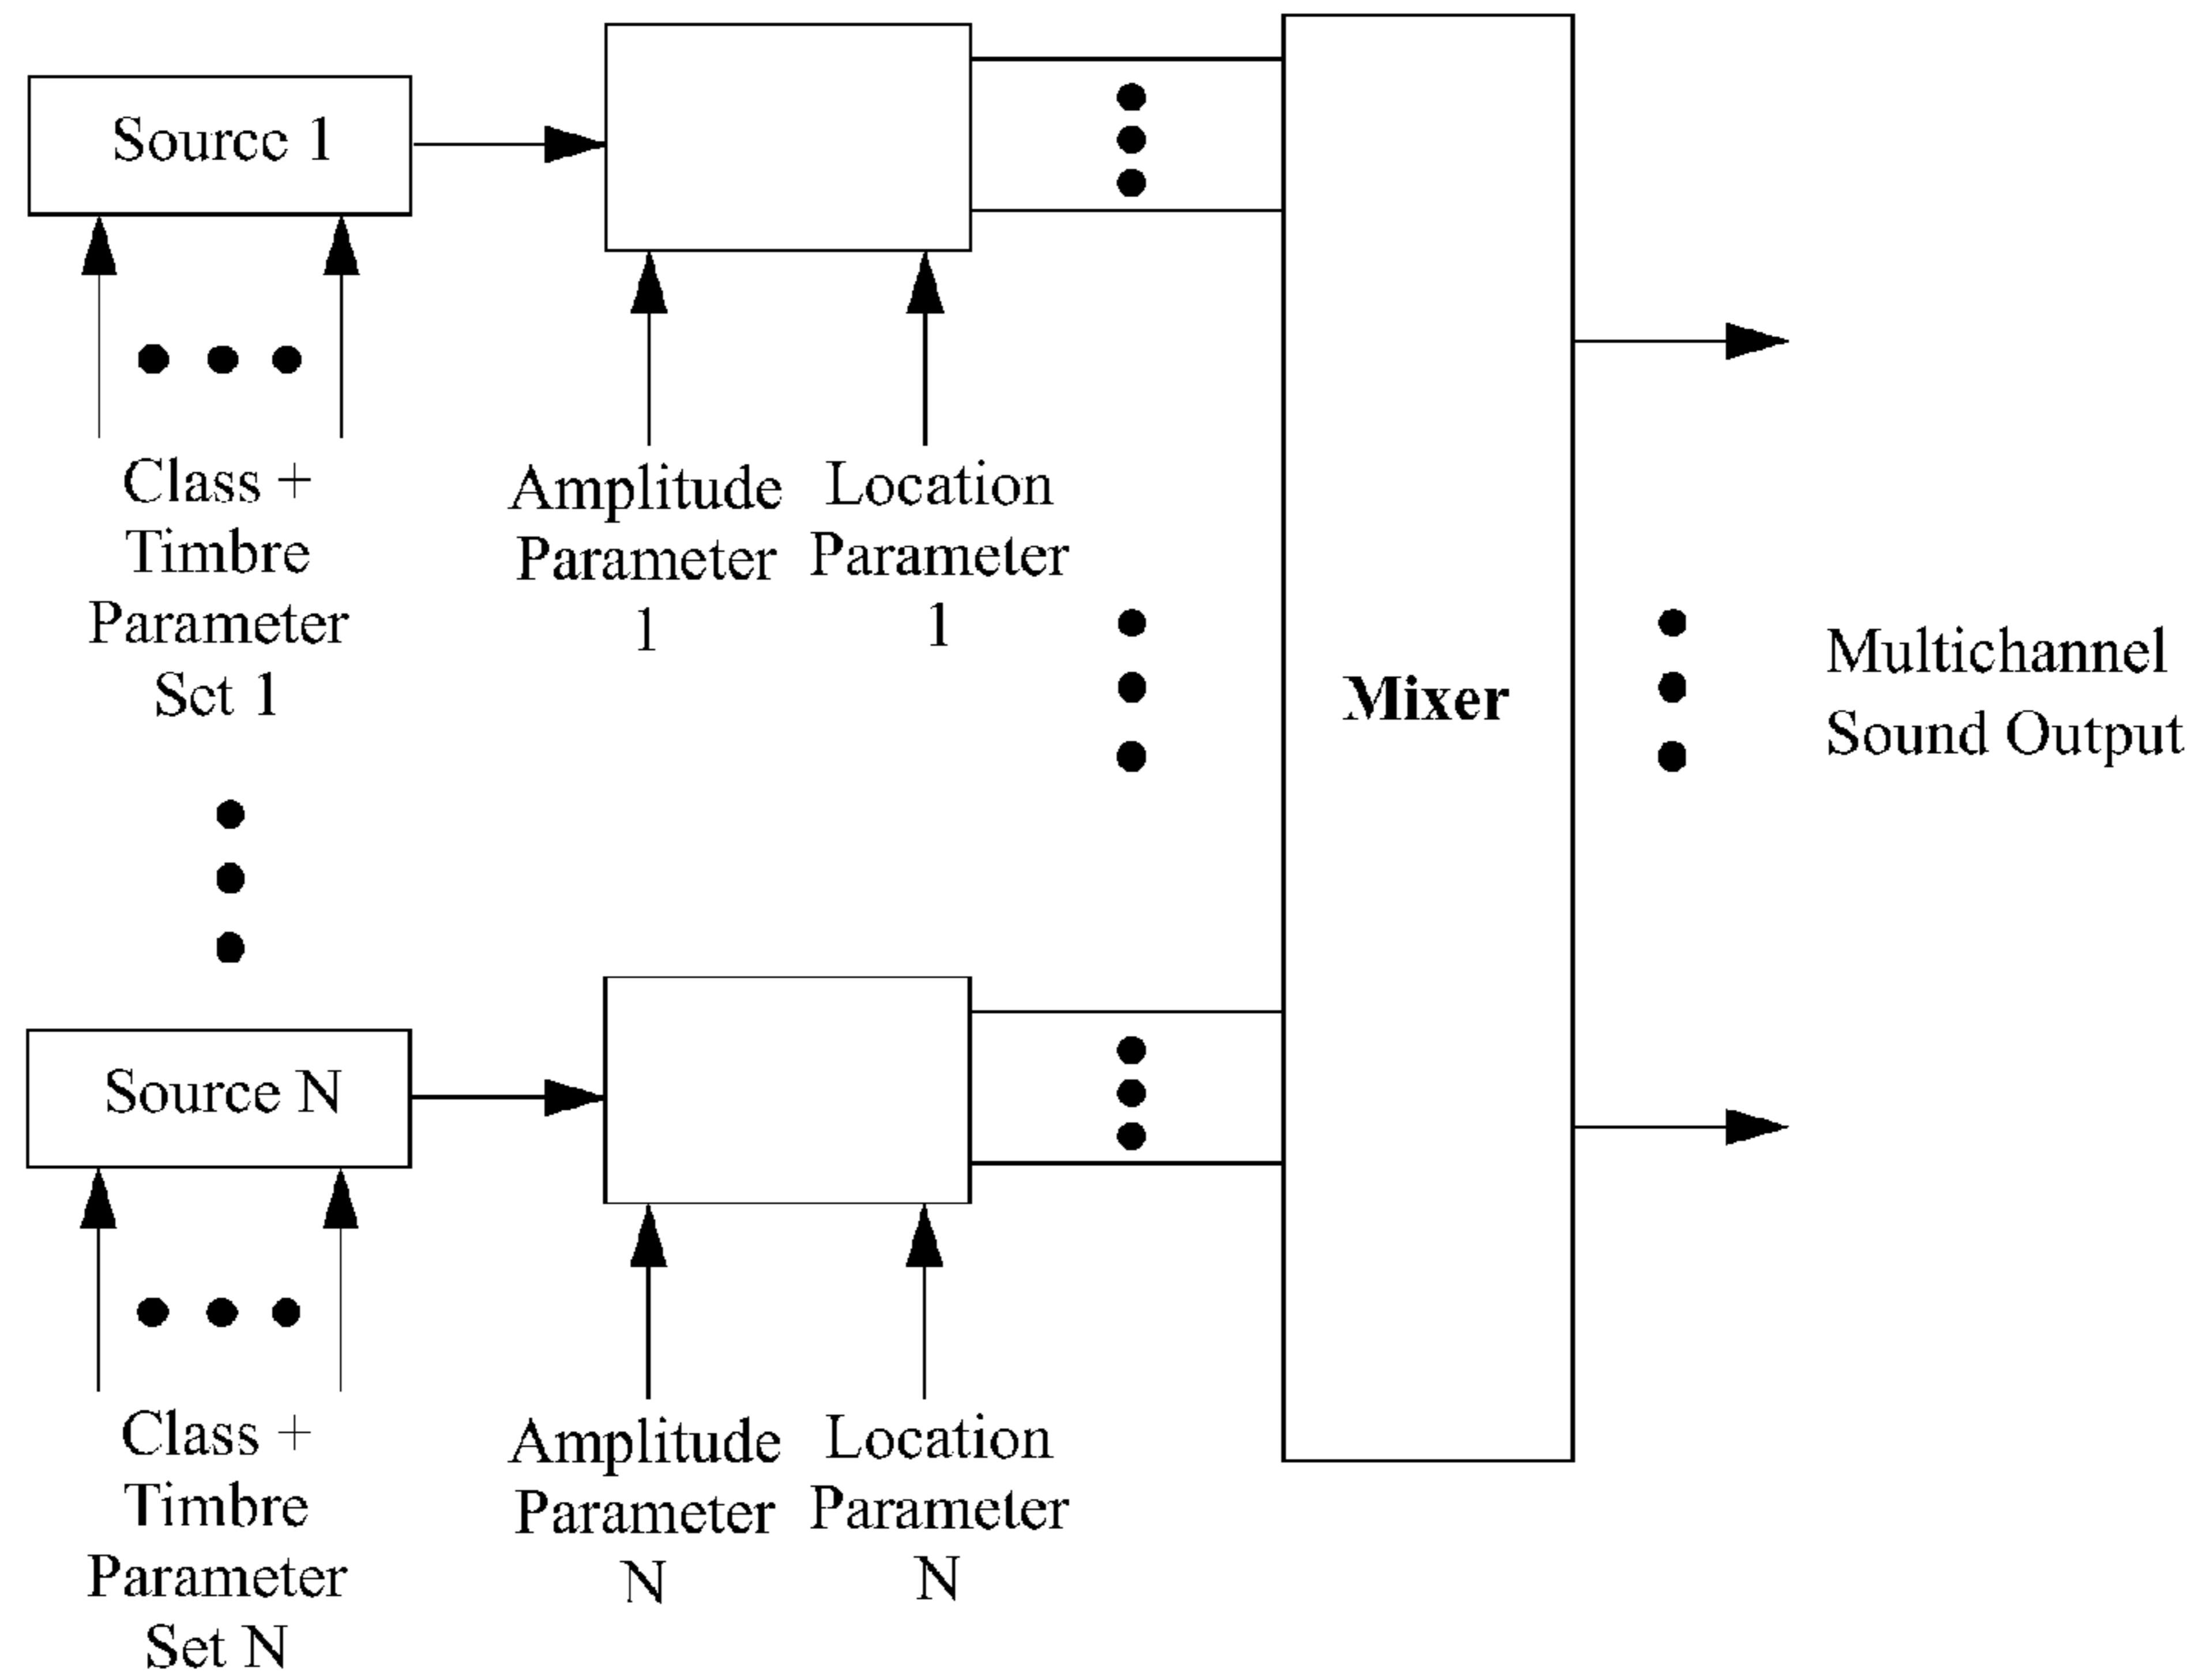 Source 1
Class +
Timbre
Parameter
Set 1
Amplitude
Parameter
1
Location
Parameter
1
Mixer
Multichannel
Sound Output
Source N
Class +
Timbre
Parameter
Set N
Amplitude
Parameter
N
Location
Parameter
N